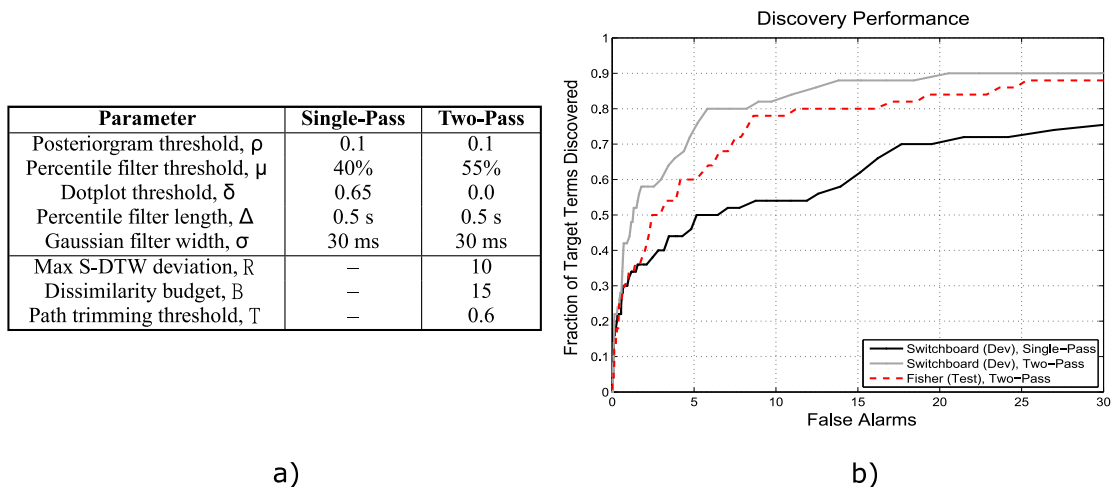 Parameter Single-Pass Two-Pass
Posteriorgram threshold, ρ 0.1 0.1
Percentile filter threshold, μ 40% 55%
Dotplot threshold, δ 0.65 0.0
Percentile filter length, Δ 0.5 s 0.5 s
Gaussian filter width, σ 30 ms 30 ms
Max S-DTW deviation, R – 10
Dissimilarity budget, B – 15
Path trimming threshold, T – 0.6
a)
Discovery Performance
Fraction of Target Terms Discovered
1
0.9
0.8
0.7
0.6
0.5
0.4
0.3
0.2
0.1
0
0 5 10 15 20 25 30
False Alarms
Switchboard (Dev), Single-Pass
Switchboard (Dev), Two-Pass
Fisher (Test), Two-Pass
b)